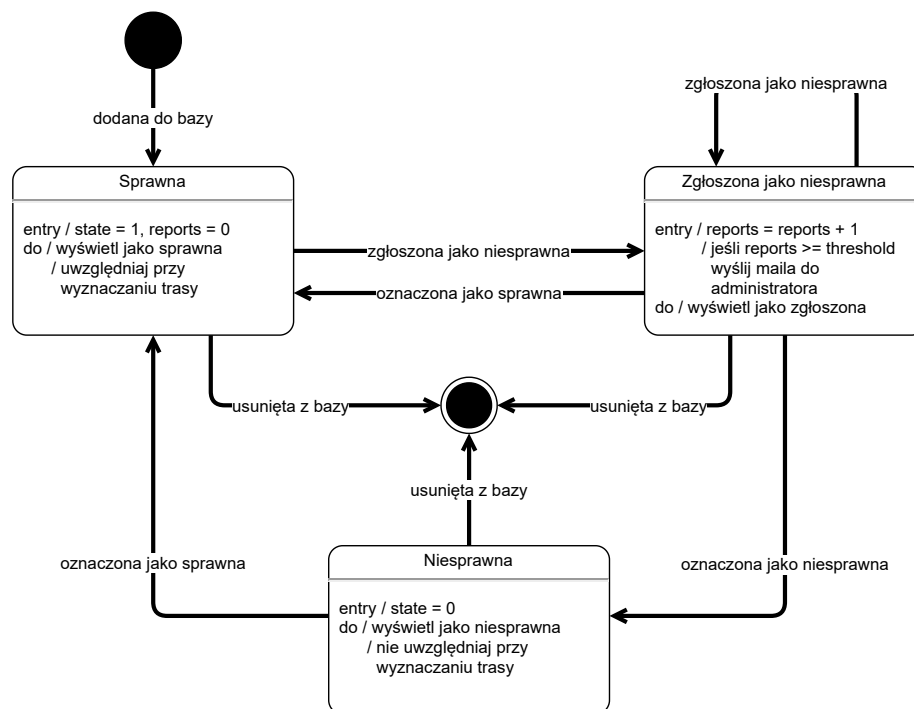 zgłoszona jako niesprawna
dodana do bazy
Sprawna
entry / state = 1, reports = 0
do / wyświetl jako sprawna
/ uwzględniaj przy
wyznaczaniu trasy
Zgłoszona jako niesprawna
entry / reports = reports + 1
/ jeśli reports >= threshold
wyślij maila do
administratora
do / wyświetl jako zgłoszona
zgłoszona jako niesprawna
oznaczona jako sprawna
usunięta z bazy
usunięta z bazy
usunięta z bazy
oznaczona jako sprawna
oznaczona jako niesprawna
Niesprawna
entry / state = 0
do / wyświetl jako niesprawna
/ nie uwzględniaj przy
wyznaczaniu trasy